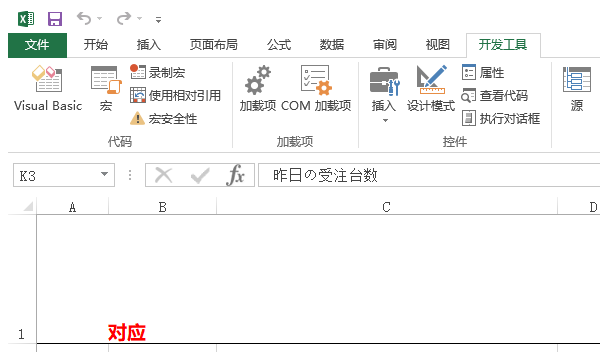 文件 开始 插入 页面布局 公式 数据 审阅 视图 开发工具
Visual Basic 宏 录制宏 使用相对引用 宏安全性 加载项 COM 加载项 插入 设计模式 属性 查看代码 执行对话框 源
代码 加载项 控件
K3 fx 昨日の受注台数
A B C D
1 对应